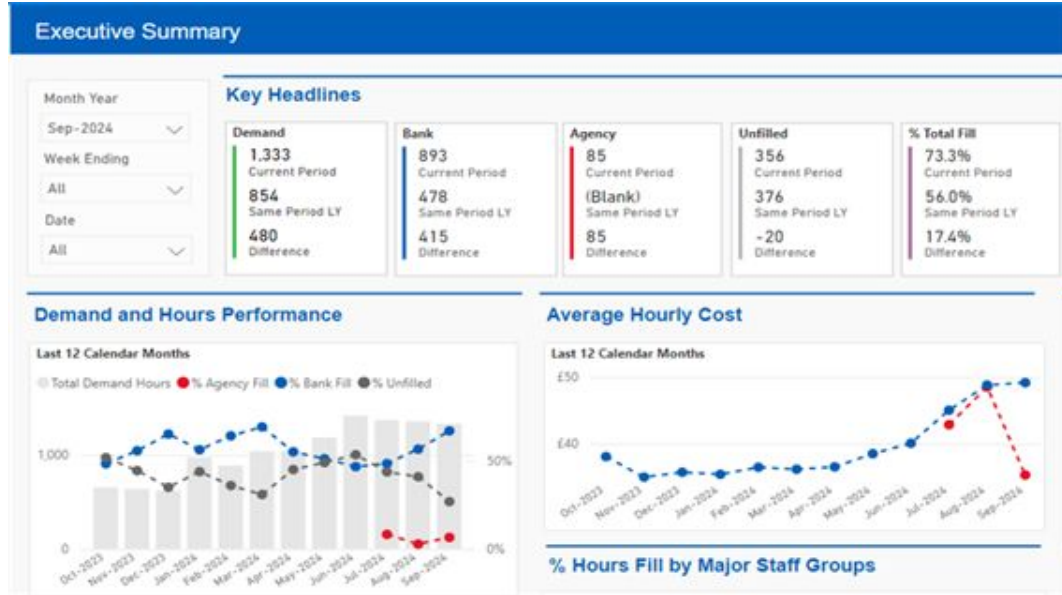 Executive Summary
Month Year
Sep-2024
Week Ending
All
Date
All
Key Headlines
Demand
1,333
Current Period
854
Same Period LY
480
Difference
Bank
893
Current Period
478
Same Period LY
415
Difference
Agency
85
Current Period
(Blank)
Same Period LY
85
Difference
Unfilled
356
Current Period
376
Same Period LY
-20
Difference
% Total Fill
73.3%
Current Period
56.0%
Same Period LY
17.4%
Difference
Demand and Hours Performance
Last 12 Calendar Months
Total Demand Hours % Agency Fill % Bank Fill % Unfilled
1,000
50%
0
0%
Oct-2023 Nov-2023 Dec-2023 Jan-2024 Feb-2024 Mar-2024 Apr-2024 May-2024 Jun-2024 Jul-2024 Aug-2024 Sep-2024
Average Hourly Cost
Last 12 Calendar Months
£50
£40
Oct-2023 Nov-2023 Dec-2023 Jan-2024 Feb-2024 Mar-2024 Apr-2024 May-2024 Jun-2024 Jul-2024 Aug-2024 Sep-2024
% Hours Fill by Major Staff Groups